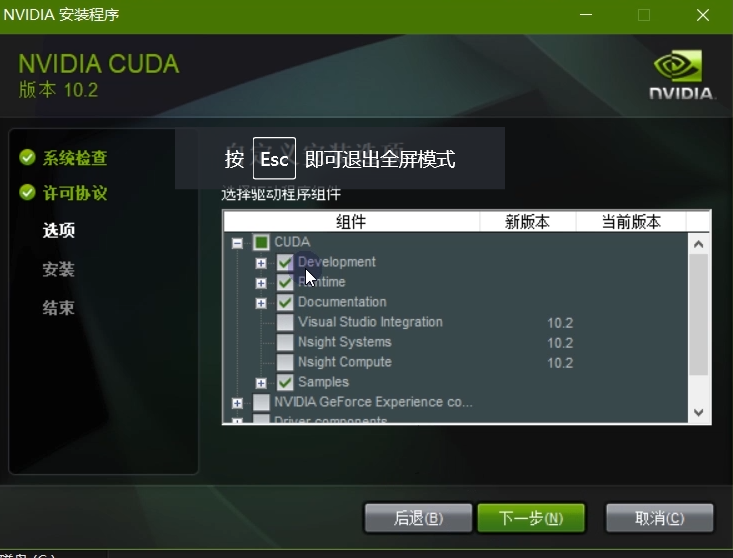 NVIDIA 安装程序
NVIDIA CUDA
版本 10.2
NVIDIA.
系统检查
许可协议
选项
安装
结束
按 Esc 即可退出全屏模式
选择驱动程序组件
组件 新版本 当前版本
CUDA
Development
Runtime
Documentation
Visual Studio Integration 10.2
Nsight Systems 10.2
Nsight Compute 10.2
Samples
NVIDIA GeForce Experience co...
Driver components
后退(B) 下一步(N) 取消(C)